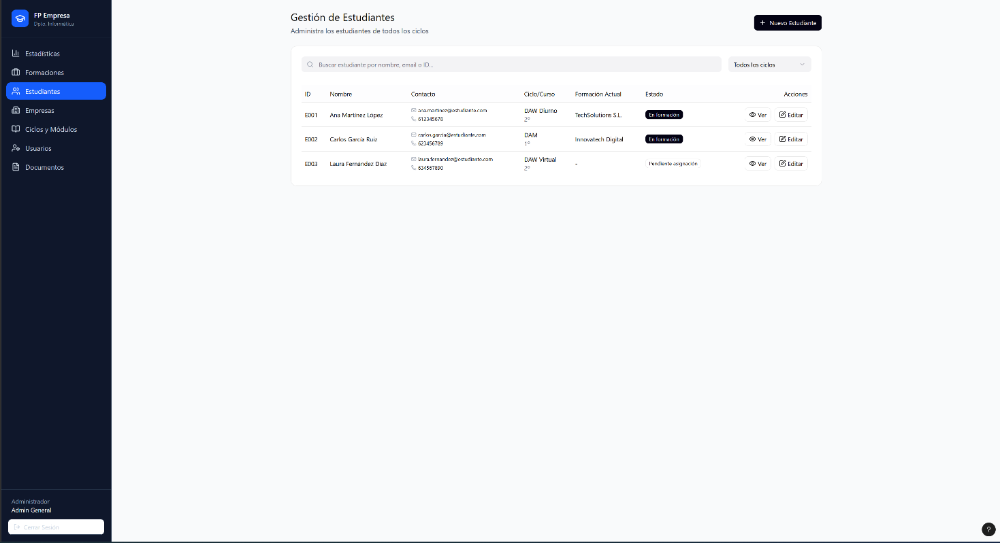 FP Empresa
Dpto. Informática
Estadísticas
Formaciones
Estudiantes
Empresas
Ciclos y Módulos
Usuarios
Documentos
Administrador
Admin General
Cerrar Sesión
Gestión de Estudiantes
Administra los estudiantes de todos los ciclos
+ Nuevo Estudiante
Buscar estudiante por nombre, email o ID...
Todos los ciclos
ID Nombre Contacto Ciclo/Curso Formación Actual Estado Acciones
E001 Ana Martínez López ana.martinez@estudiante.com DAW Diurno TechSolutions S.L. En formación Ver Editar
612345678 2º
E002 Carlos García Ruiz carlos.garcia@estudiante.com DAM Innovatech Digital En formación Ver Editar
623456789 1º
E003 Laura Fernández Díaz laura.fernandez@estudiante.com DAW Virtual - Pendiente asignación Ver Editar
634567890 2º
?